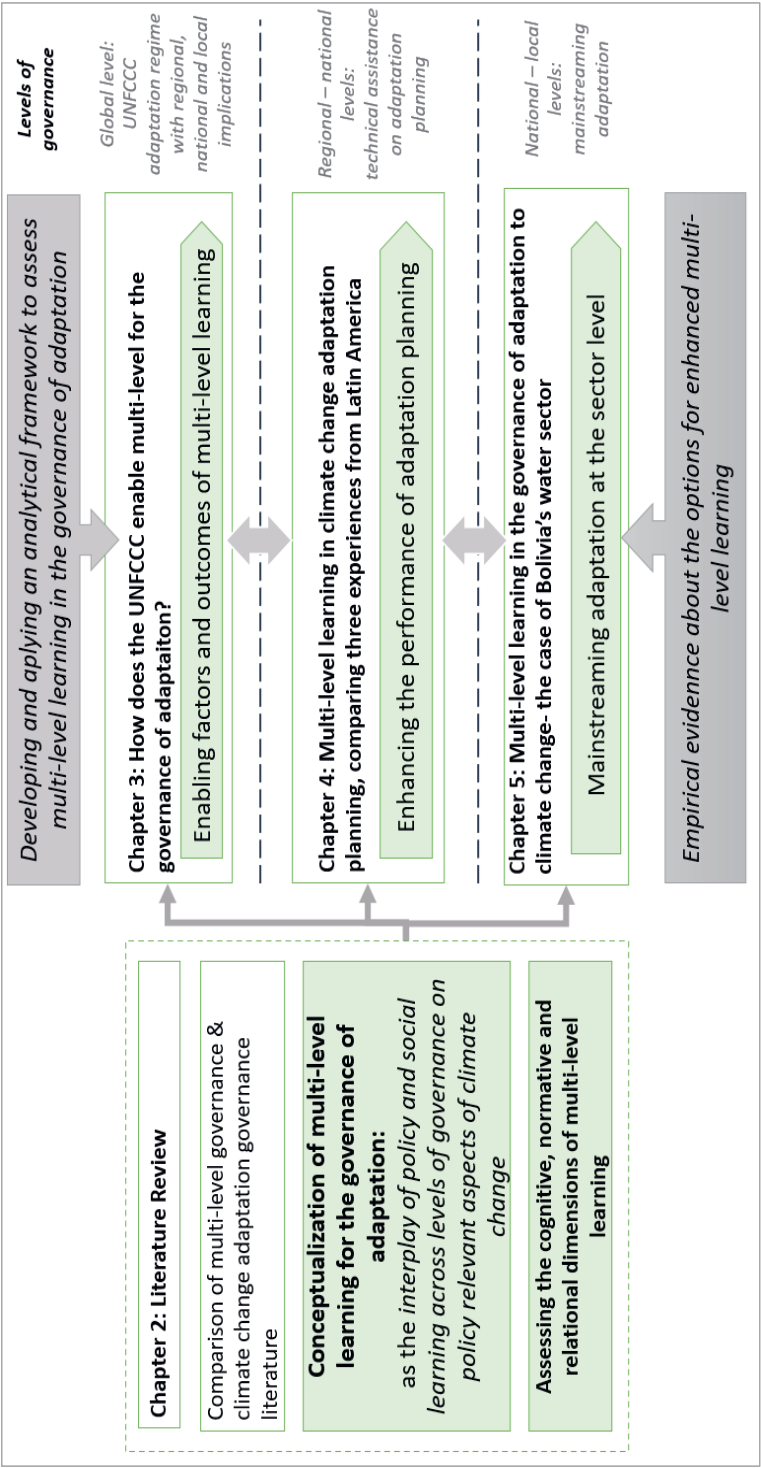 Chapter 2: Literature Review
Comparison of multi-level governance &
climate change adaptation governance
literature
Conceptualization of multi-level
learning for the governance of
adaptation:
as the interplay of policy and social
learning across levels of governance on
policy relevant aspects of climate
change
Assessing the cognitive, normative and
relational dimensions of multi-level
learning
Developing and aplying an analytical framework to assess
multi-level learning in the governance of adaptation
Chapter 3: How does the UNFCCC enable multi-level for the
governance of adaptaiton?
Enabling factors and outcomes of multi-level learning
Chapter 4: Multi-level learning in climate change adaptation
planning, comparing three experiences from Latin America
Enhancing the performance of adaptation planning
Chapter 5: Multi-level learning in the governance of adaptation to
climate change- the case of Bolivia’s water sector
Mainstreaming adaptation at the sector level
Empirical evidennce about the options for enhanced multi-
level learning
Levels of
governance
Global level:
UNFCCC
adaptation regime
with regional,
national and local
implications
Regional – national
levels:
technical assistance
on adaptation
planning
National – local
levels:
mainstreaming
adaptation